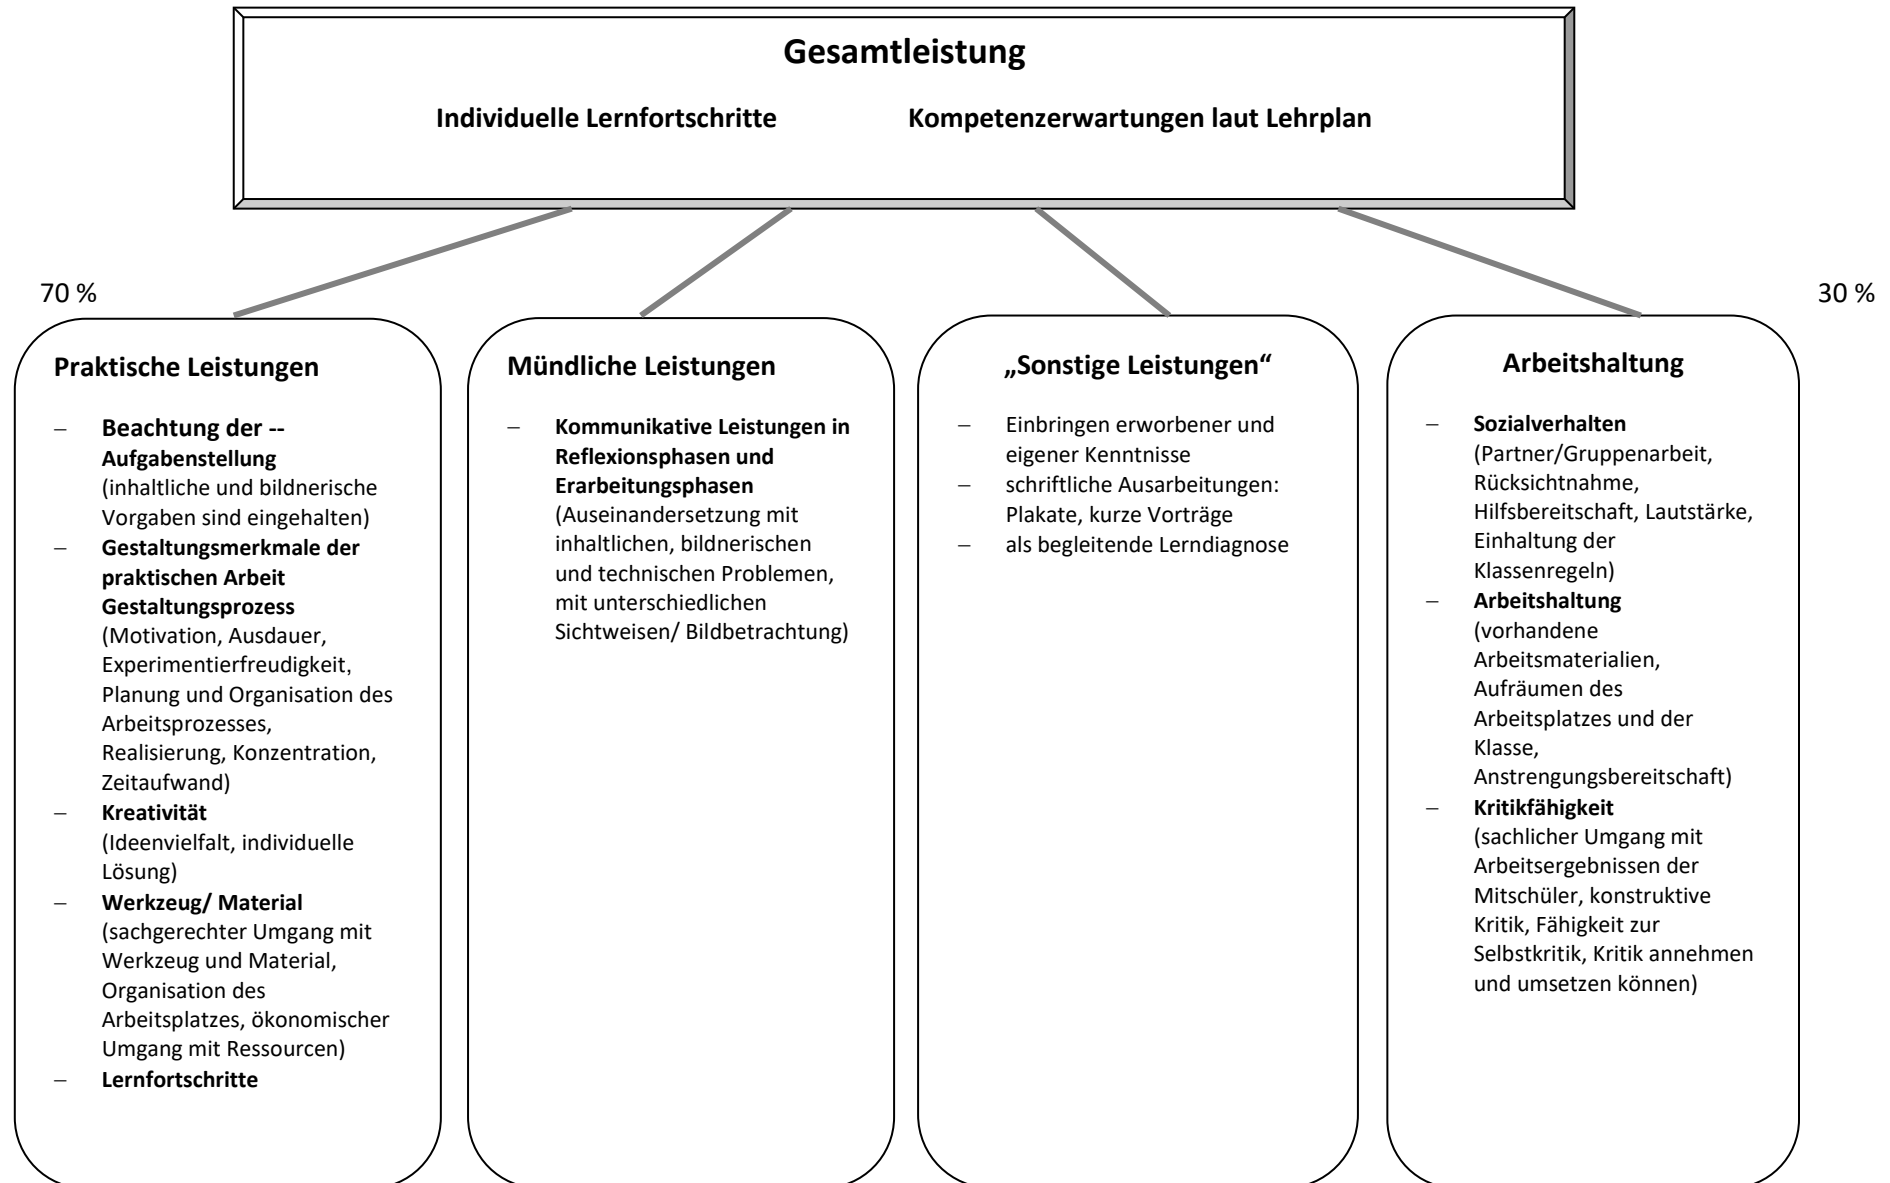 Gesamtleistung
Individuelle Lernfortschritte Kompetenzerwartungen laut Lehrplan
70 %
30 %
Praktische Leistungen
– Beachtung der --
Aufgabenstellung
(inhaltliche und bildnerische
Vorgaben sind eingehalten)
– Gestaltungsmerkmale der
praktischen Arbeit
Gestaltungsprozess
(Motivation, Ausdauer,
Experimentierfreudigkeit,
Planung und Organisation des
Arbeitsprozesses,
Realisierung, Konzentration,
Zeitaufwand)
– Kreativität
(Ideenvielfalt, individuelle
Lösung)
– Werkzeug/ Material
(sachgerechter Umgang mit
Werkzeug und Material,
Organisation des
Arbeitsplatzes, ökonomischer
Umgang mit Ressourcen)
– Lernfortschritte
Mündliche Leistungen
– Kommunikative Leistungen in
Reflexionsphasen und
Erarbeitungsphasen
(Auseinandersetzung mit
inhaltlichen, bildnerischen
und technischen Problemen,
mit unterschiedlichen
Sichtweisen/ Bildbetrachtung)
„Sonstige Leistungen“
– Einbringen erworbener und
eigener Kenntnisse
– schriftliche Ausarbeitungen:
Plakate, kurze Vorträge
– als begleitende Lerndiagnose
Arbeitshaltung
– Sozialverhalten
(Partner/Gruppenarbeit,
Rücksichtnahme,
Hilfsbereitschaft, Lautstärke,
Einhaltung der
Klassenregeln)
– Arbeitshaltung
(vorhandene
Arbeitsmaterialien,
Aufräumen des
Arbeitsplatzes und der
Klasse,
Anstrengungsbereitschaft)
– Kritikfähigkeit
(sachlicher Umgang mit
Arbeitsergebnissen der
Mitschüler, konstruktive
Kritik, Fähigkeit zur
Selbstkritik, Kritik annehmen
und umsetzen können)